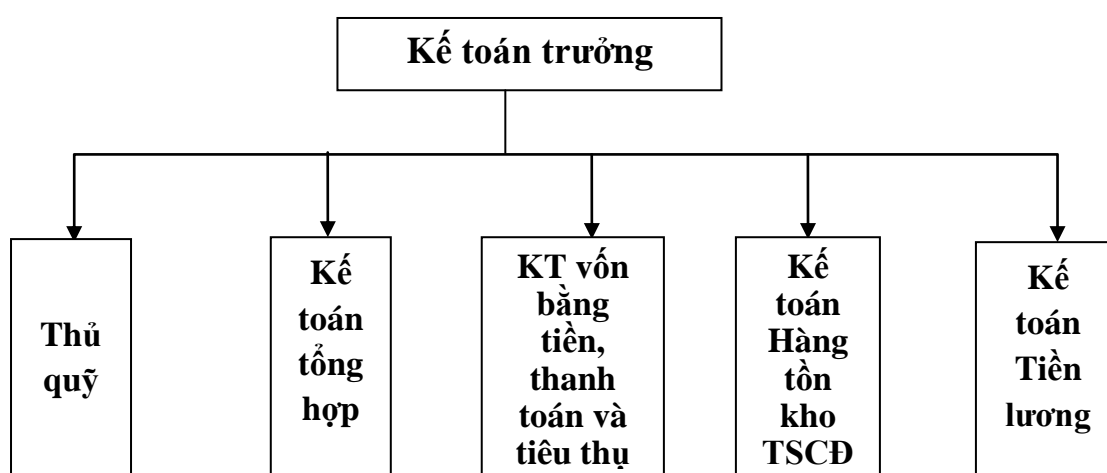 Kế toán trưởng
Thủ
quỹ
Kế
toán
tổng
hợp
KT vốn
bằng
tiền,
thanh
toán và
tiêu thụ
Kế
toán
Hàng
tồn
kho
TSCĐ
Kế
toán
Tiền
lương